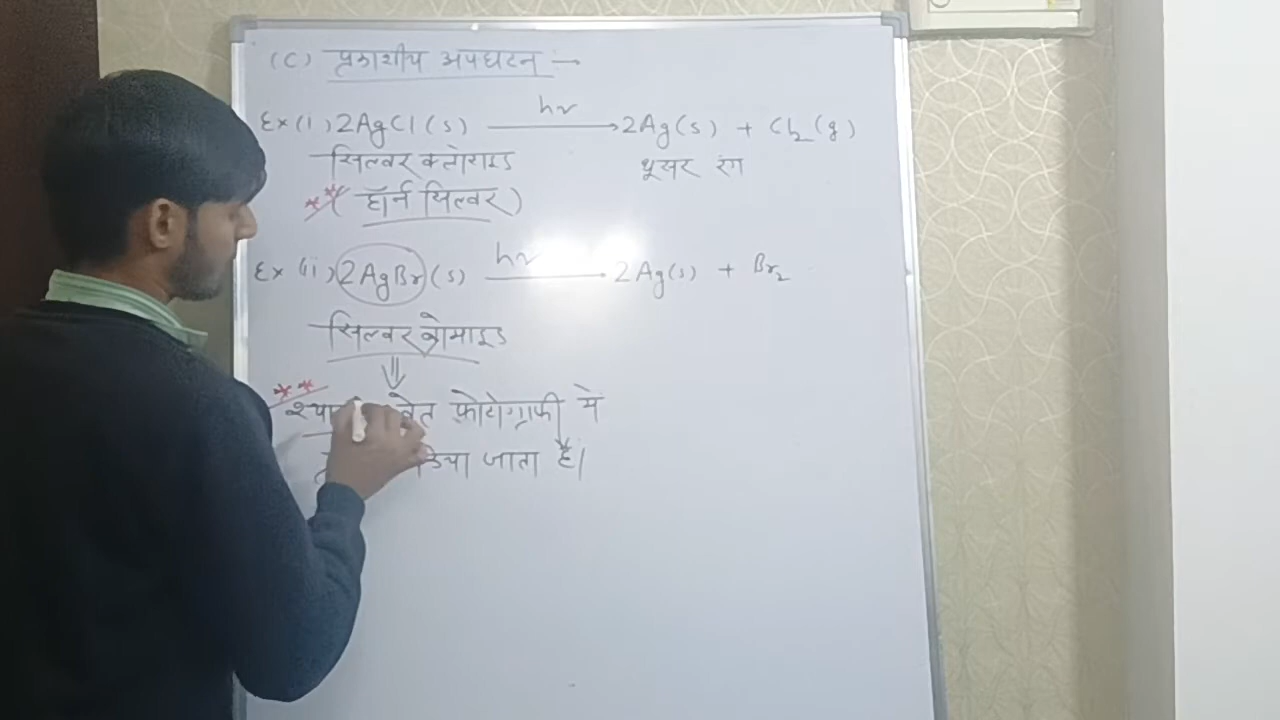 (C) प्रकाशीय अपघटन →
Ex (i) 2AgCl (s) hν → 2Ag(s) + Cl₂ (g)
सिल्वर क्लोराइड धूसर रंग
** ( हॉर्न सिल्वर )
Ex (ii) 2AgBr (s) hν → 2Ag(s) + Br₂
सिल्वर ब्रोमाइड
⇓
**
फ़ोटोग्राफी में
किया जाता है।